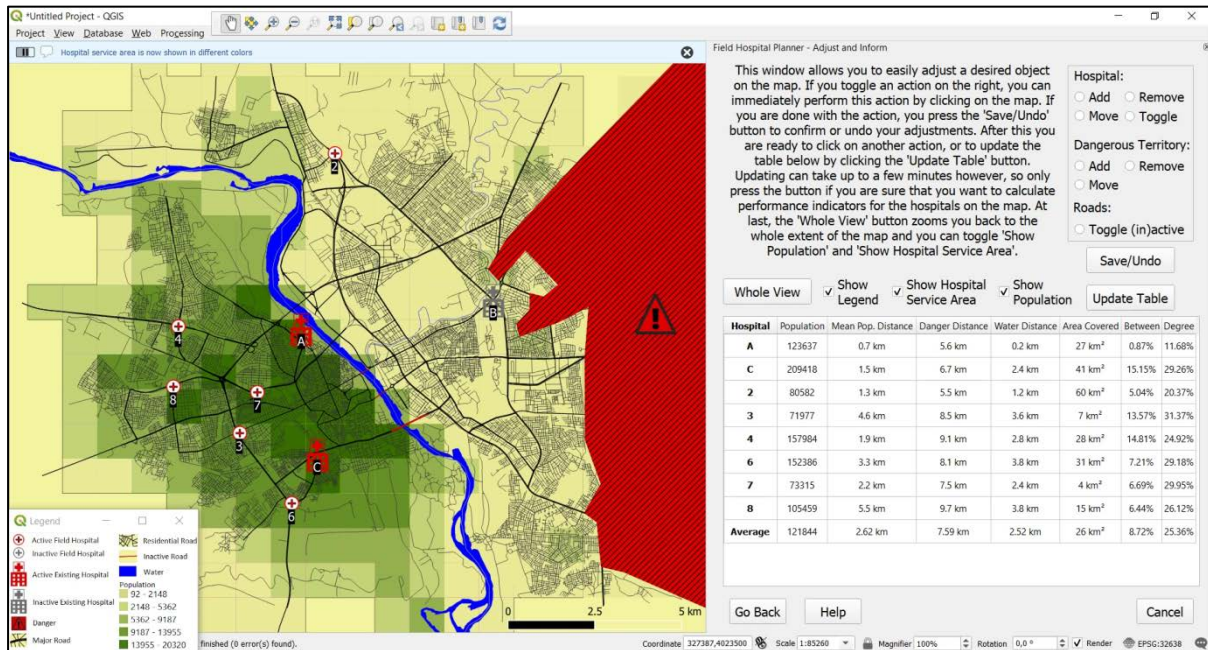 *Untitled Project - QGIS
Project View Database Web Processing
Hospital service area is now shown in different colors
2
A
B
4
8
7
3
C
6
0 2.5 5 km
Legend
Active Field Hospital
Inactive Field Hospital
Active Existing Hospital
Inactive Existing Hospital
Danger
Major Road
Residential Road
Inactive Road
Water
Population
92 - 2148
2148 - 5362
5362 - 9187
9187 - 13955
13955 - 20320
Field Hospital Planner - Adjust and Inform
This window allows you to easily adjust a desired object
on the map. If you toggle an action on the right, you can
immediately perform this action by clicking on the map. If
you are done with the action, you press the 'Save/Undo'
button to confirm or undo your adjustments. After this you
are ready to click on another action, or to update the
table below by clicking the 'Update Table' button.
Updating can take up to a few minutes however, so only
press the button if you are sure that you want to calculate
performance indicators for the hospitals on the map. At
last, the 'Whole View' button zooms you back to the
whole extent of the map and you can toggle 'Show
Population' and 'Show Hospital Service Area'.
Hospital:
Add Remove
Move Toggle
Dangerous Territory:
Add Remove
Move
Roads:
Toggle (in)active
Save/Undo
Whole View
Show
Legend
Show Hospital
Service Area
Show
Population
Update Table
Hospital Population Mean Pop. Distance Danger Distance Water Distance Area Covered Between Degree
A 123637 0.7 km 5.6 km 0.2 km 27 km² 0.87% 11.68%
C 209418 1.5 km 6.7 km 2.4 km 41 km² 15.15% 29.26%
2 80582 1.3 km 5.5 km 1.2 km 60 km² 5.04% 20.37%
3 71977 4.6 km 8.5 km 3.6 km 7 km² 13.57% 31.37%
4 157984 1.9 km 9.1 km 2.8 km 28 km² 14.81% 24.92%
6 152386 3.3 km 8.1 km 3.8 km 31 km² 7.21% 29.18%
7 73315 2.2 km 7.5 km 2.4 km 4 km² 6.69% 29.95%
8 105459 5.5 km 9.7 km 3.8 km 15 km² 6.44% 26.12%
Average 121844 2.62 km 7.59 km 2.52 km 26 km² 8.72% 25.36%
Go Back Help Cancel
finished (0 error(s) found). Coordinate 327387,4023500 Scale 1:85260 Magnifier 100% Rotation 0,0 ° Render EPSG:32638